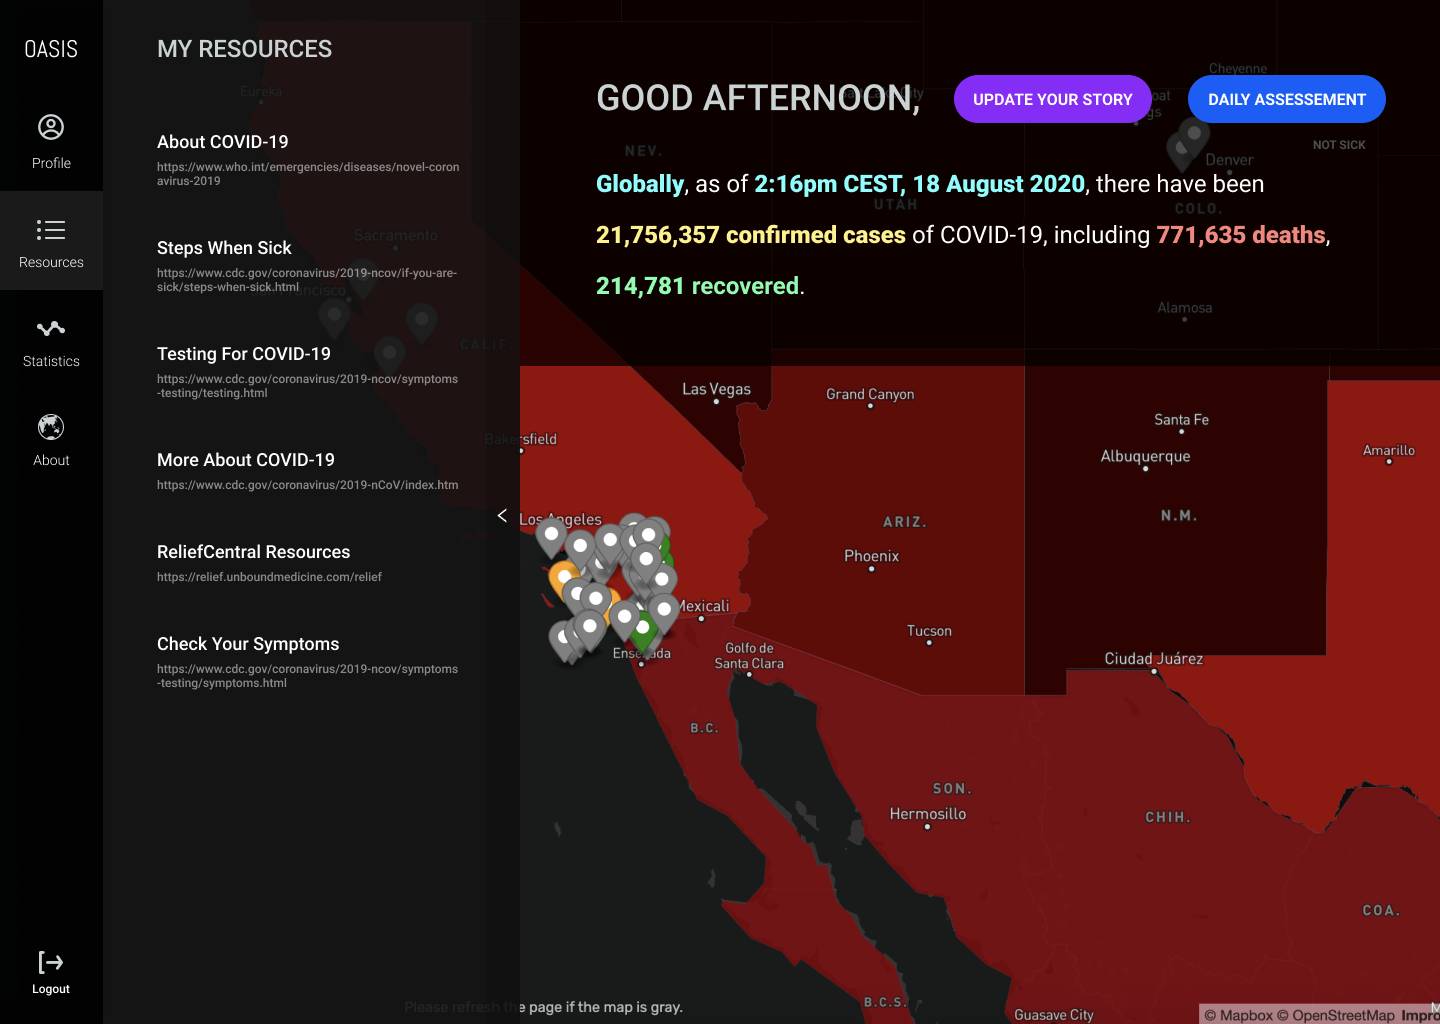 OASIS
Profile
Resources
Statistics
About
Logout
MY RESOURCES
About COVID-19
https://www.who.int/emergencies/diseases/novel-coron
avirus-2019
Steps When Sick
https://www.cdc.gov/coronavirus/2019-ncov/if-you-are-
sick/steps-when-sick.html
Testing For COVID-19
https://www.cdc.gov/coronavirus/2019-ncov/symptoms
-testing/testing.html
More About COVID-19
https://www.cdc.gov/coronavirus/2019-nCoV/index.htm
ReliefCentral Resources
https://relief.unboundmedicine.com/relief
Check Your Symptoms
https://www.cdc.gov/coronavirus/2019-ncov/symptoms
-testing/symptoms.html
GOOD AFTERNOON,
UPDATE YOUR STORY
DAILY ASSESSEMENT
NOT SICK
Globally, as of 2:16pm CEST, 18 August 2020, there have been
21,756,357 confirmed cases of COVID-19, including 771,635 deaths,
214,781 recovered.
Eureka
Sacramento
CALIF.
Cheyenne
NEV.
UTAH
Denver
COLO.
Alamosa
Las Vegas
Grand Canyon
Santa Fe
Albuquerque
Amarillo
Bakersfield
Los Angeles
ARIZ.
N.M.
Phoenix
Mexicali
Tucson
Ensenada
Golfo de
Santa Clara
Ciudad Juárez
B.C.
SON.
Hermosillo
CHIH.
COA.
B.C.S.
Guasave City
Please refresh the page if the map is gray.
© Mapbox © OpenStreetMap Impro